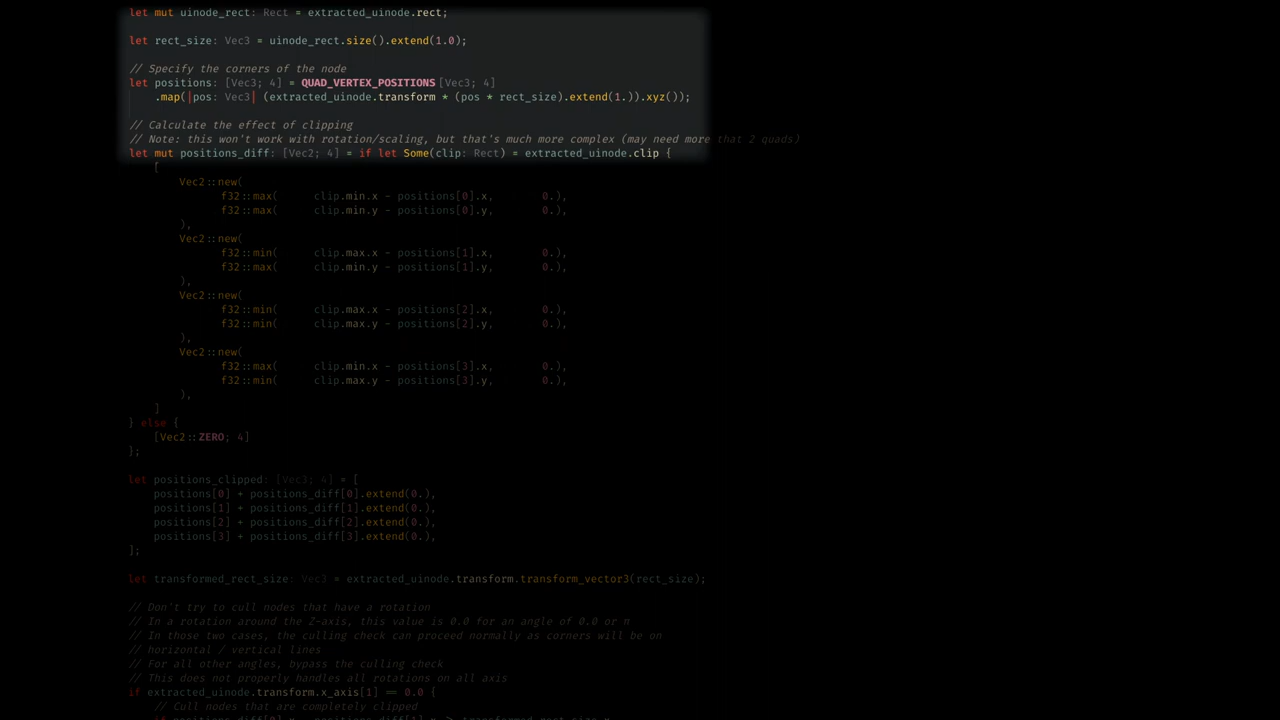 let mut uinode_rect: Rect = extracted_uinode.rect;
let rect_size: Vec3 = uinode_rect.size().extend(1.0);
// Specify the corners of the node
let positions: [Vec3; 4] = QUAD_VERTEX_POSITIONS [Vec3; 4]
.map(|pos: Vec3| (extracted_uinode.transform * (pos * rect_size).extend(1.)).xyz());
// Calculate the effect of clipping
// Note: this won't work with rotation/scaling, but that's much more complex (may need more that 2 quads)
let mut positions_diff: [Vec2; 4] = if let Some(clip: Rect) = extracted_uinode.clip {
[
Vec2::new(
f32::max( clip.min.x - positions[0].x, 0.),
f32::max( clip.min.y - positions[0].y, 0.),
),
Vec2::new(
f32::min( clip.max.x - positions[1].x, 0.),
f32::max( clip.min.y - positions[1].y, 0.),
),
Vec2::new(
f32::min( clip.max.x - positions[2].x, 0.),
f32::min( clip.max.y - positions[2].y, 0.),
),
Vec2::new(
f32::max( clip.min.x - positions[3].x, 0.),
f32::min( clip.max.y - positions[3].y, 0.),
),
]
} else {
[Vec2::ZERO; 4]
};
let positions_clipped: [Vec3; 4] = [
positions[0] + positions_diff[0].extend(0.),
positions[1] + positions_diff[1].extend(0.),
positions[2] + positions_diff[2].extend(0.),
positions[3] + positions_diff[3].extend(0.),
];
let transformed_rect_size: Vec3 = extracted_uinode.transform.transform_vector3(rect_size);
// Don't try to cull nodes that have a rotation
// In a rotation around the Z-axis, this value is 0.0 for an angle of 0.0 or π
// In those two cases, the culling check can proceed normally as corners will be on
// horizontal / vertical lines
// For all other angles, bypass the culling check
// This does not properly handles all rotations on all axis
if extracted_uinode.transform.x_axis[1] == 0.0 {
// Cull nodes that are completely clipped